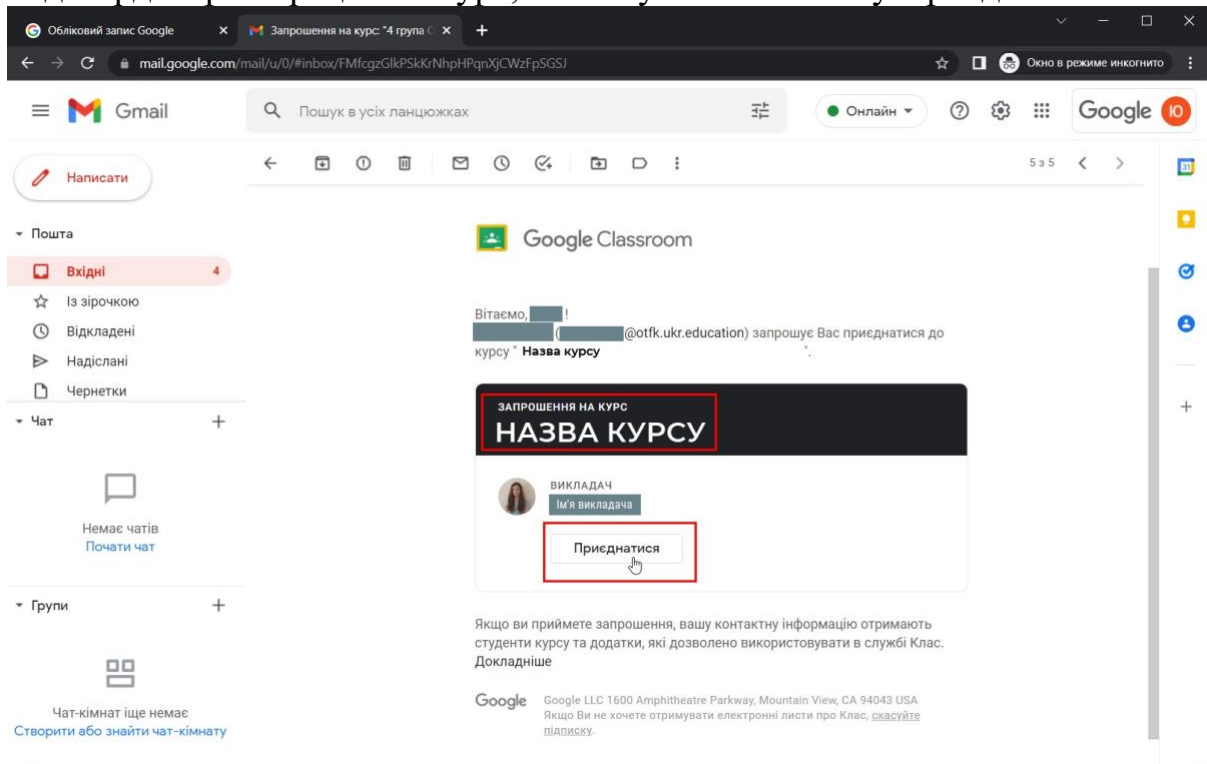 Обліковий запис Google
Запрошення на курс: "4 група
mail.google.com/mail/u/0/#inbox/FMfcgzGlkPSkKrNhpHPqnXjCWzFpSGSJ
Окно в режиме инкогнито
Gmail
Пошук в усіх ланцюжках
Онлайн
Google
Ю
Написати
5 з 5
31
Пошта
Google Classroom
Вхідні 4
Із зірочкою
Відкладені
Надіслані
Чернетки
Вітаємо, !
( @otfk.ukr.education) запрошує Вас приєднатися до
курсу " Назва курсу ".
Чат
ЗАПРОШЕННЯ НА КУРС
НАЗВА КУРСУ
ВИКЛАДАЧ
Ім'я викладача
Немає чатів
Почати чат
Приєднатися
Групи
Якщо ви приймете запрошення, вашу контактну інформацію отримають
студенти курсу та додатки, які дозволено використовувати в службі Клас.
Докладніше
Google
Google LLC 1600 Amphitheatre Parkway, Mountain View, CA 94043 USA
Якщо Ви не хочете отримувати електронні листи про Клас, скасуйте
підписку.
Чат-кімнат іще немає
Створити або знайти чат-кімнату